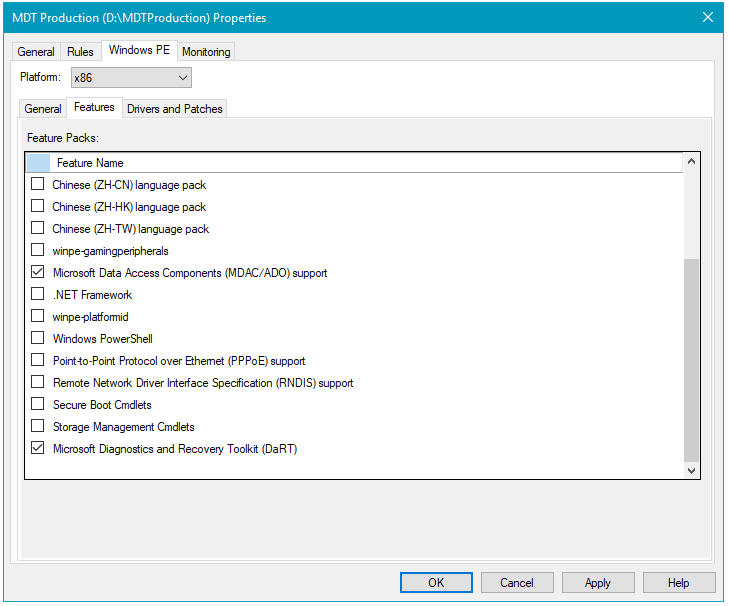 MDT Production (D:\MDTProduction) Properties
General Rules Windows PE Monitoring
Platform: x86
General Features Drivers and Patches
Feature Packs:
Feature Name
Chinese (ZH-CN) language pack
Chinese (ZH-HK) language pack
Chinese (ZH-TW) language pack
winpe-gamingperipherals
Microsoft Data Access Components (MDAC/ADO) support
.NET Framework
winpe-platformid
Windows PowerShell
Point-to-Point Protocol over Ethernet (PPPoE) support
Remote Network Driver Interface Specification (RNDIS) support
Secure Boot Cmdlets
Storage Management Cmdlets
Microsoft Diagnostics and Recovery Toolkit (DaRT)
OK Cancel Apply Help